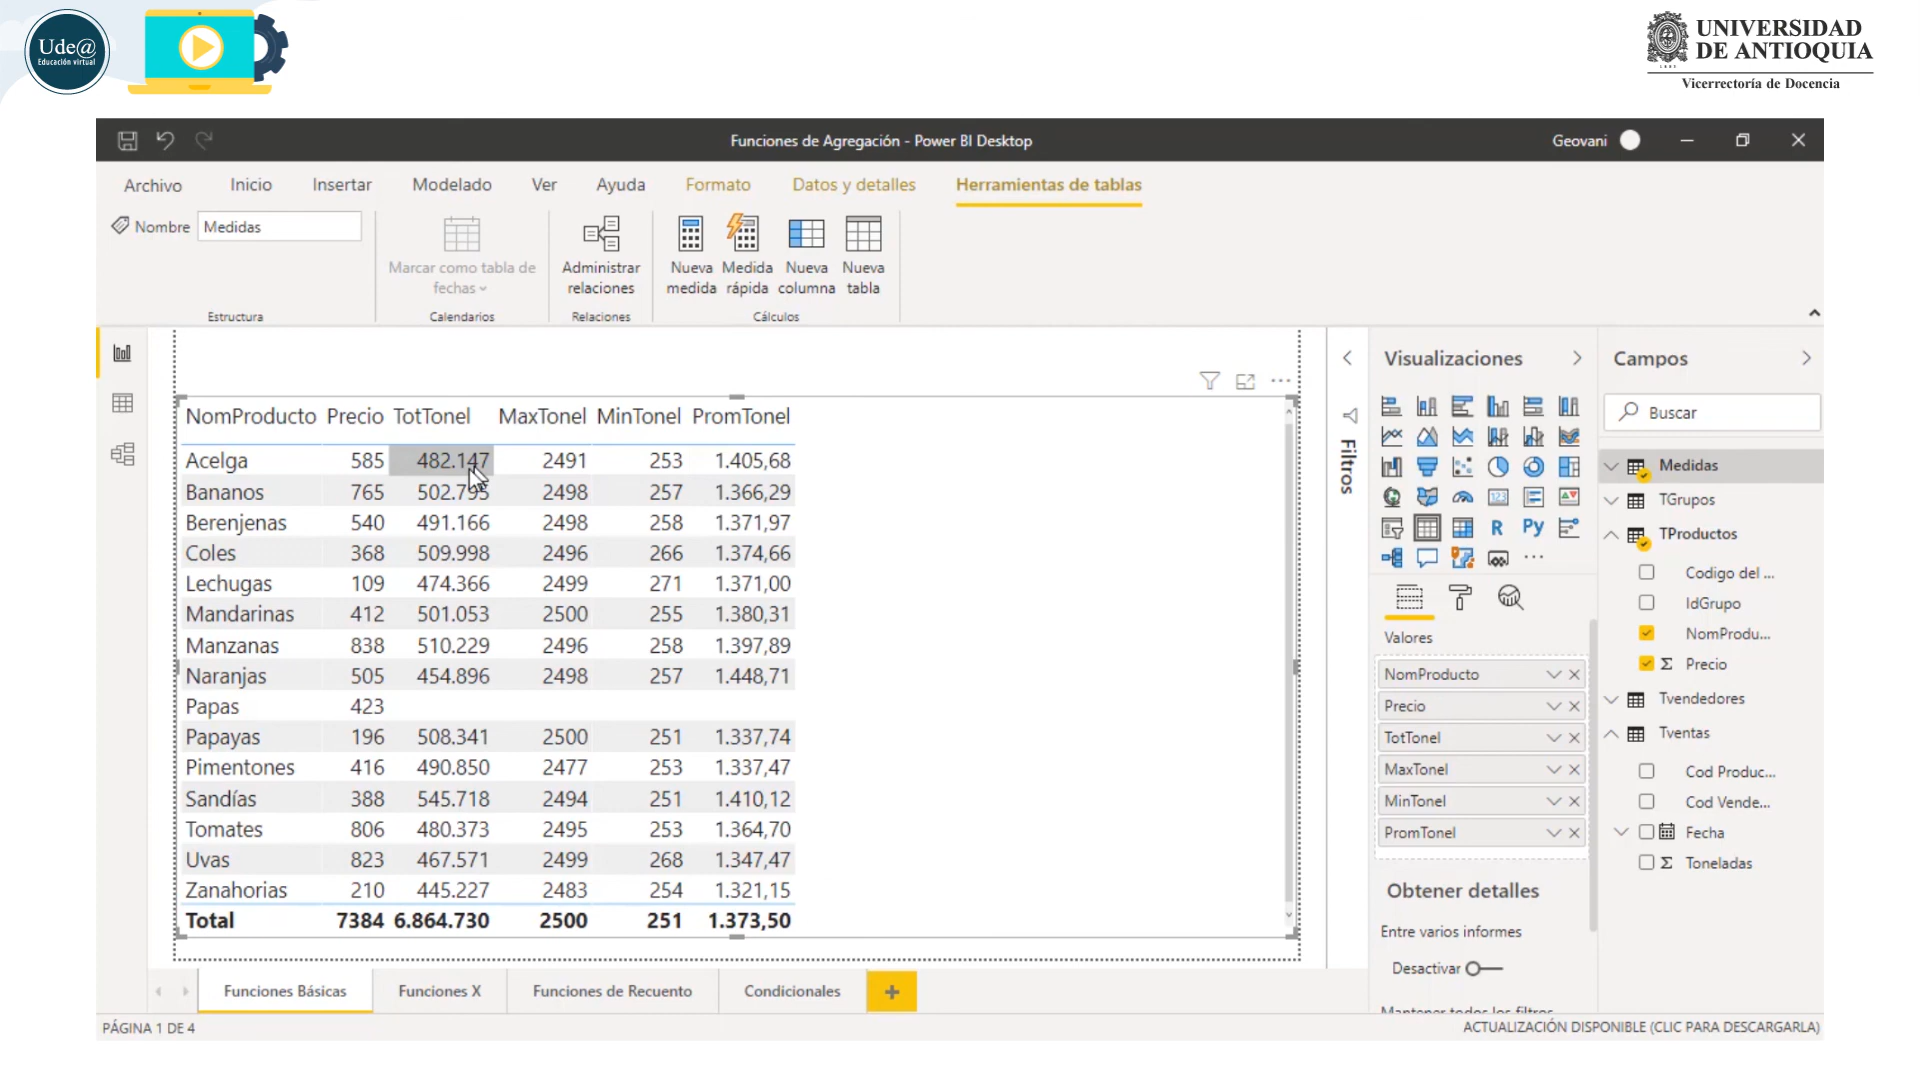 Ude@
Educación virtual
UNIVERSIDAD
DE ANTIOQUIA
1803
Vicerrectoría de Docencia
Funciones de Agregación - Power BI Desktop
Geovani
Archivo Inicio Insertar Modelado Ver Ayuda Formato Datos y detalles Herramientas de tablas
Nombre Medidas
Marcar como tabla de
fechas
Administrar
relaciones
Nueva
medida
Medida
rápida
Nueva
columna
Nueva
tabla
Estructura Calendarios Relaciones Cálculos
NomProducto Precio TotTonel MaxTonel MinTonel PromTonel
Acelga 585 482.147 2491 253 1.405,68
Bananos 765 502.795 2498 257 1.366,29
Berenjenas 540 491.166 2498 258 1.371,97
Coles 368 509.998 2496 266 1.374,66
Lechugas 109 474.366 2499 271 1.371,00
Mandarinas 412 501.053 2500 255 1.380,31
Manzanas 838 510.229 2496 258 1.397,89
Naranjas 505 454.896 2498 257 1.448,71
Papas 423
Papayas 196 508.341 2500 251 1.337,74
Pimentones 416 490.850 2477 253 1.337,47
Sandías 388 545.718 2494 251 1.410,12
Tomates 806 480.373 2495 253 1.364,70
Uvas 823 467.571 2499 268 1.347,47
Zanahorias 210 445.227 2483 254 1.321,15
Total 7384 6.864.730 2500 251 1.373,50
Filtros
Visualizaciones
123
R Py
Valores
NomProducto
Precio
TotTonel
MaxTonel
MinTonel
PromTonel
Obtener detalles
Entre varios informes
Desactivar
Mantener todos los filtros
Campos
Buscar
Medidas
TGrupos
TProductos
Codigo del ...
IdGrupo
NomProdu...
Σ Precio
Tvendedores
Tventas
Cod Produc...
Cod Vende...
Fecha
Σ Toneladas
Funciones Básicas Funciones X Funciones de Recuento Condicionales +
PÁGINA 1 DE 4
ACTUALIZACIÓN DISPONIBLE (CLIC PARA DESCARGARLA)